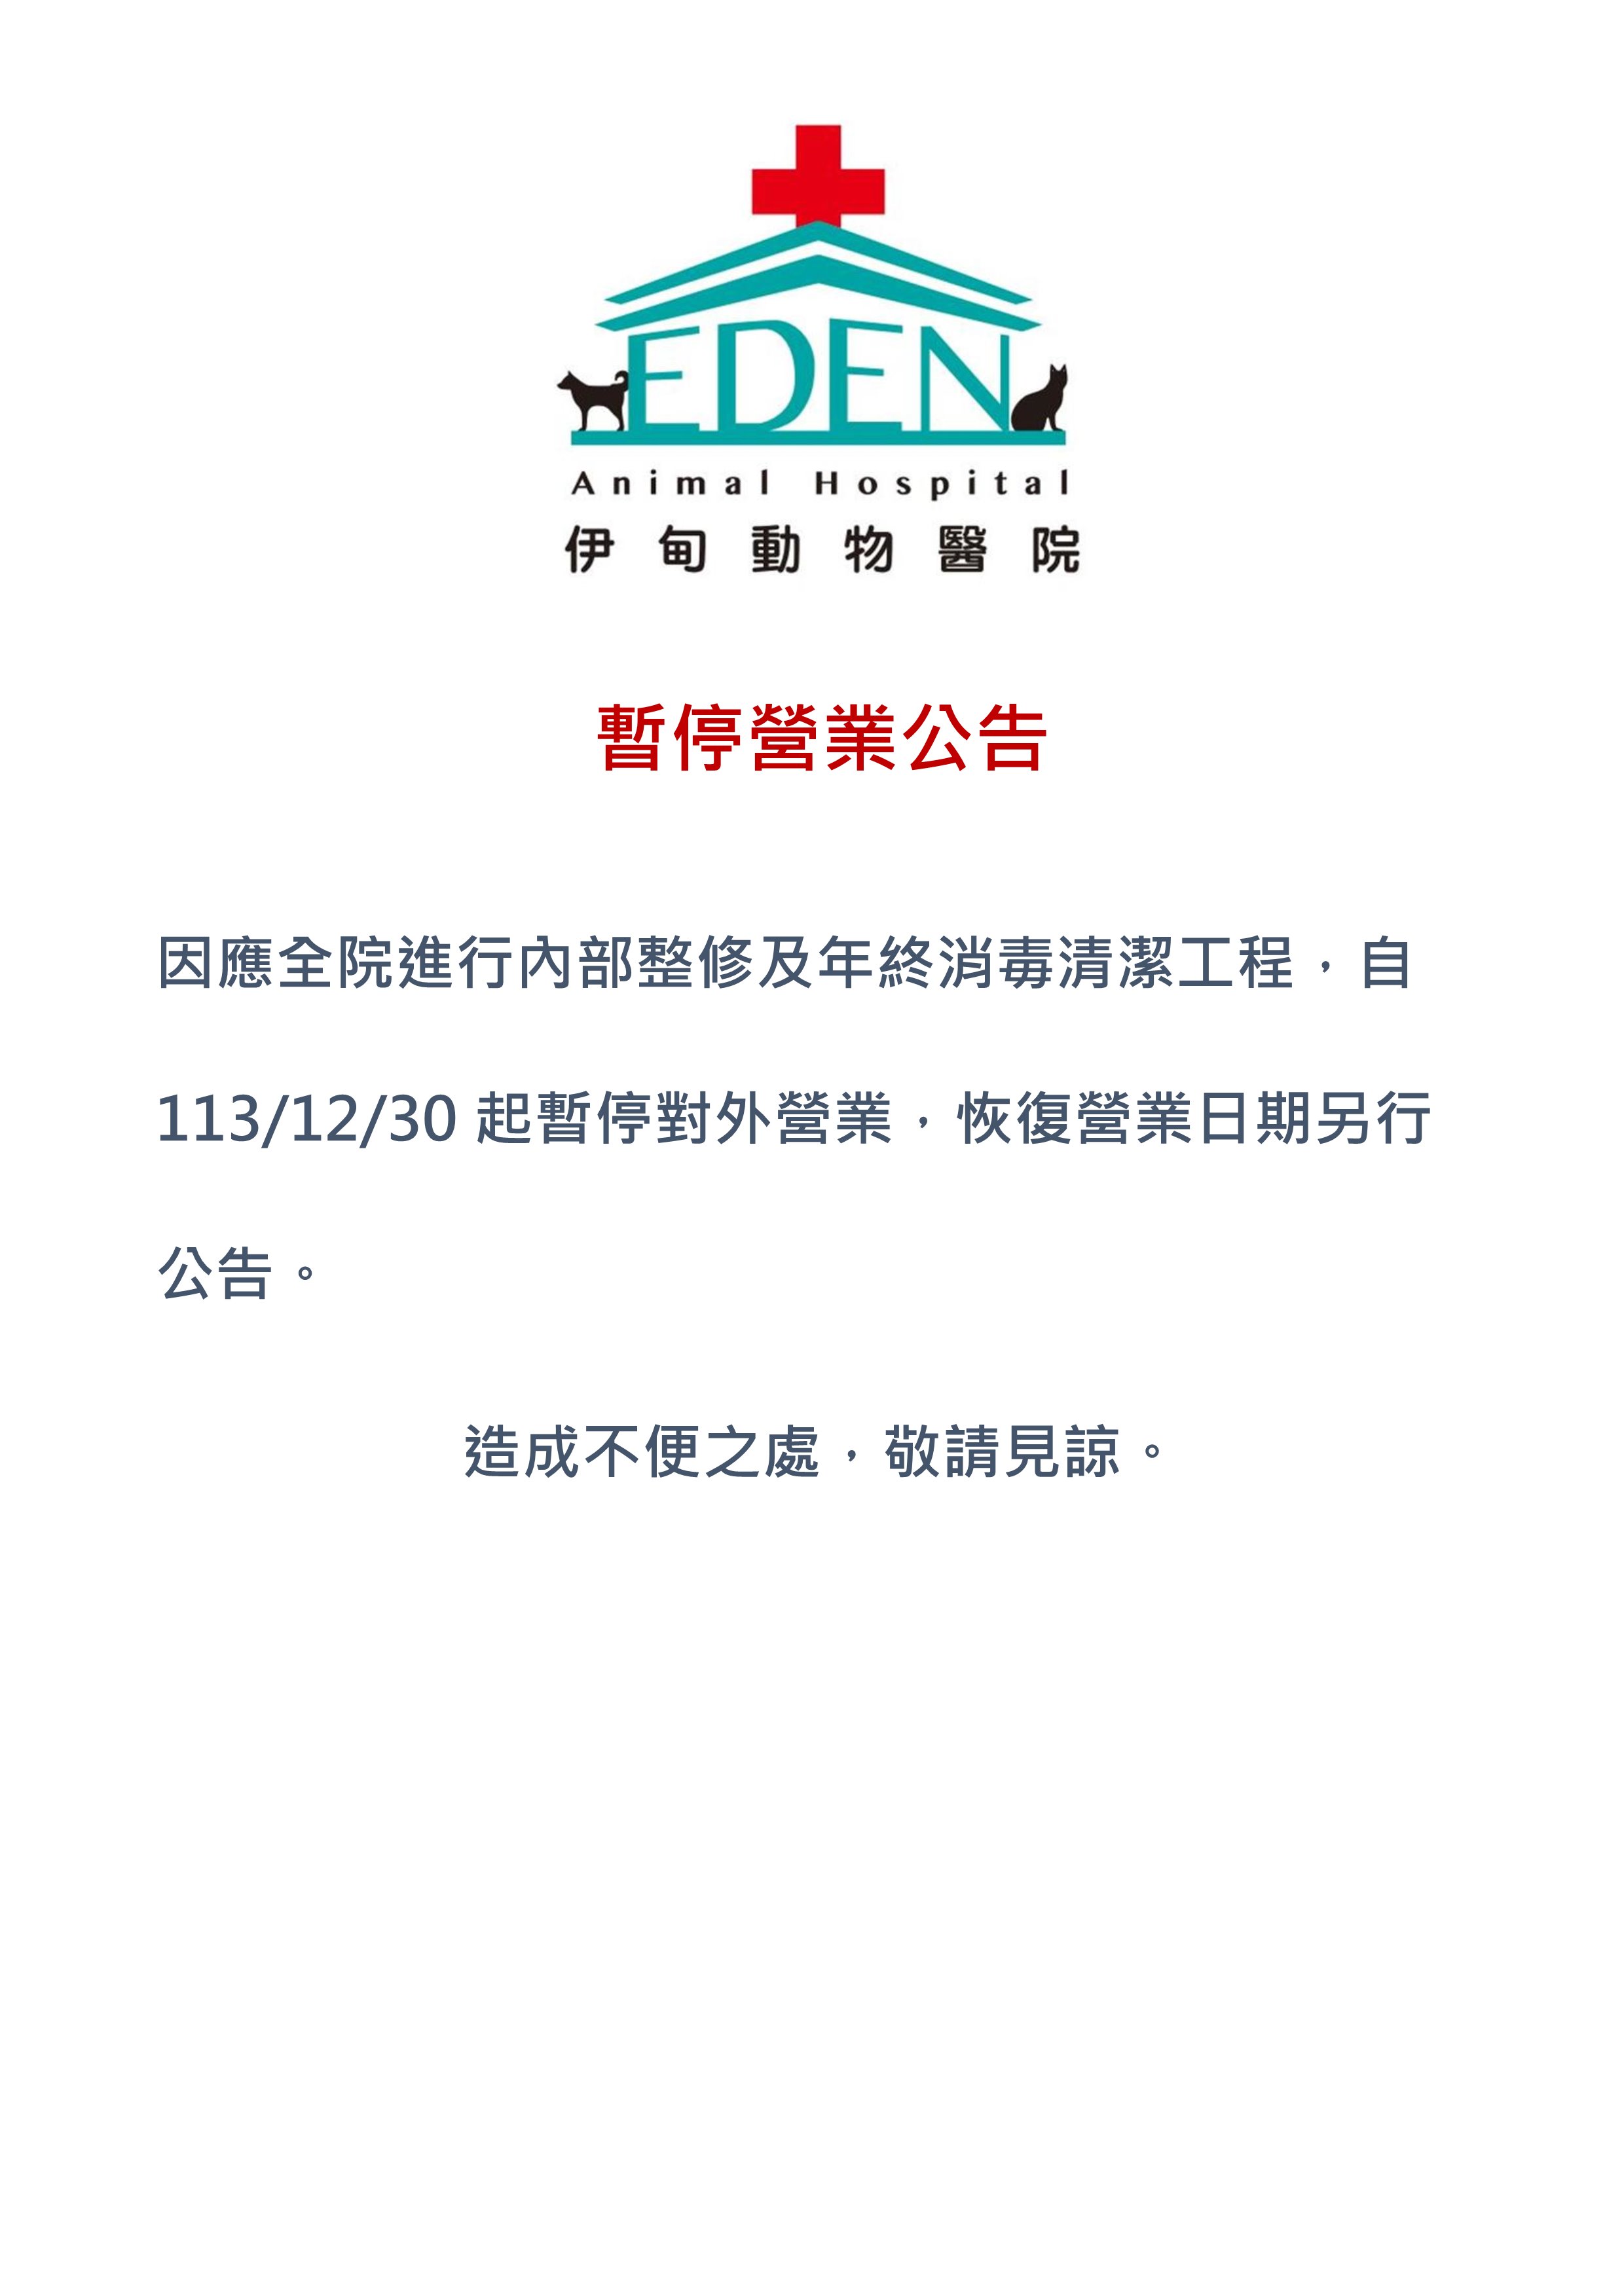 EDEN
Animal Hospital
伊甸動物醫院
暫停營業公告
因應全院進行內部整修及年終消毒清潔工程，自
113/12/30 起暫停對外營業，恢復營業日期另行
公告。
造成不便之處，敬請見諒。